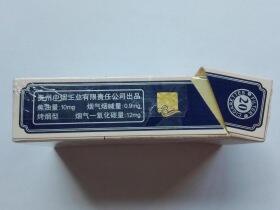 贵州中烟工业有限责任公司出品
焦油量:10mg 烟气烟碱量:0.9mg
烤烟型 烟气一氧化碳量:12mg
20
CIGARETTES